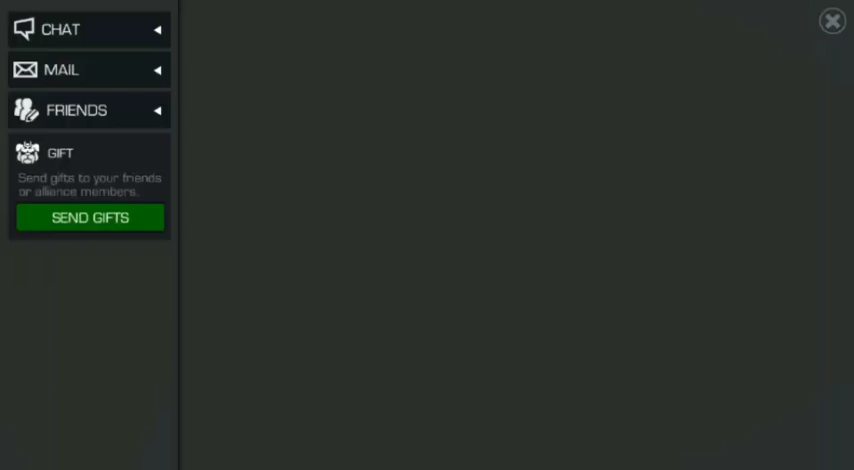 CHAT
MAIL
FRIENDS
GIFT
Send gifts to your friends
or alliance members.
SEND GIFTS